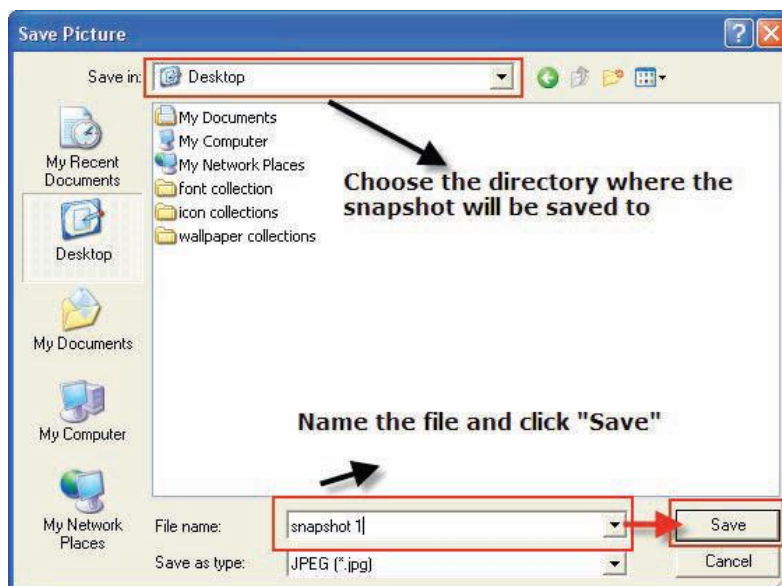 Save Picture
Save in:
Desktop
My Recent
Documents
Desktop
My Documents
My Computer
My Network
Places
My Documents
My Computer
My Network Places
font collection
icon collections
wallpaper collections
Choose the directory where the
snapshot will be saved to
Name the file and click "Save"
File name:
snapshot 1
Save
Save as type:
JPEG (*.jpg)
Cancel